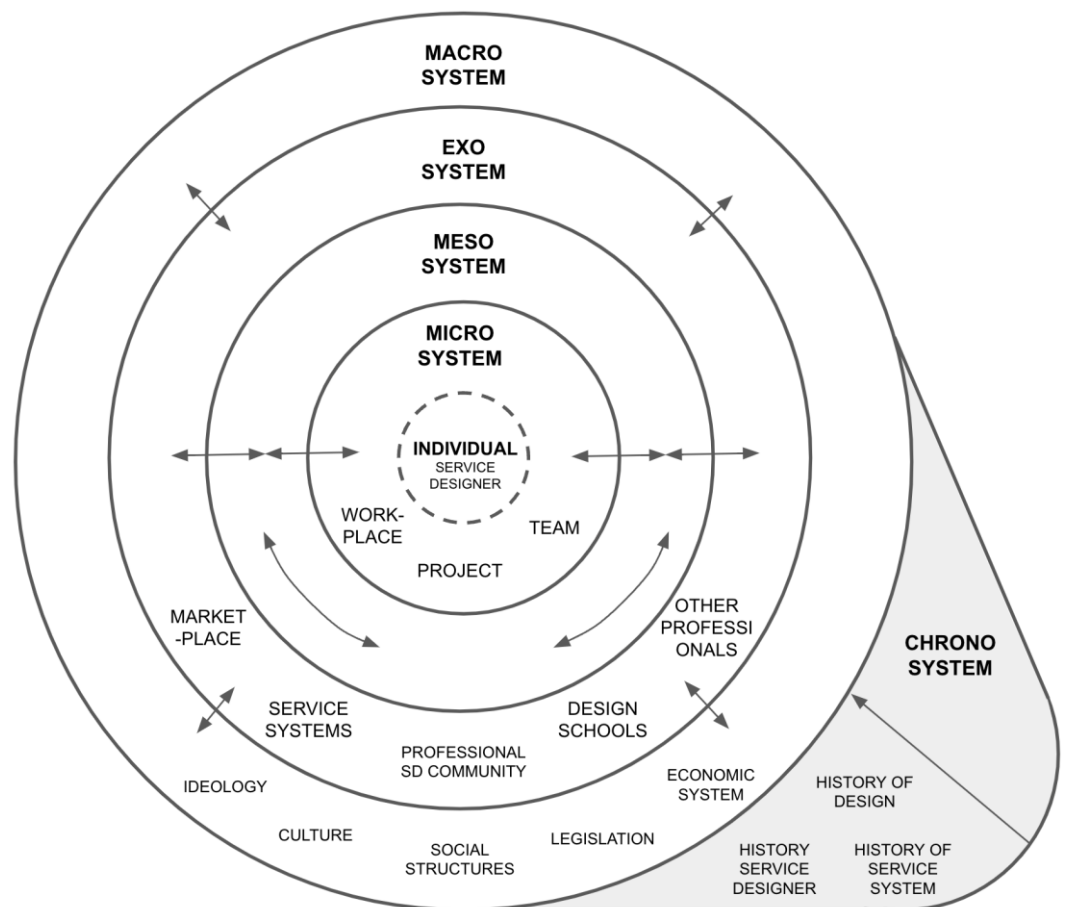 MACRO
SYSTEM
EXO
SYSTEM
MESO
SYSTEM
MICRO
SYSTEM
INDIVIDUAL
SERVICE
DESIGNER
WORK-
PLACE
TEAM
PROJECT
MARKET
-PLACE
OTHER
PROFESSI
ONALS
SERVICE
SYSTEMS
DESIGN
SCHOOLS
PROFESSIONAL
SD COMMUNITY
IDEOLOGY
ECONOMIC
SYSTEM
CULTURE
SOCIAL
STRUCTURES
LEGISLATION
CHRONO
SYSTEM
HISTORY OF
DESIGN
HISTORY
SERVICE
DESIGNER
HISTORY OF
SERVICE
SYSTEM